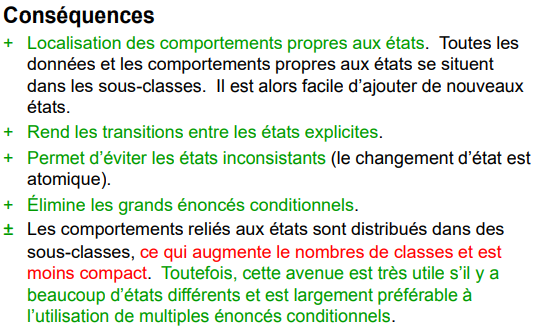 Conséquences
+ Localisation des comportements propres aux états. Toutes les
données et les comportements propres aux états se situent
dans les sous-classes. Il est alors facile d'ajouter de nouveaux
états.
+ Rend les transitions entre les états explicites.
+ Permet d'éviter les états inconsistants (le changement d'état est
atomique).
+ Élimine les grands énoncés conditionnels.
± Les comportements reliés aux états sont distribués dans des
sous-classes, ce qui augmente le nombres de classes et est
moins compact. Toutefois, cette avenue est très utile s'il y a
beaucoup d'états différents et est largement préférable à
l'utilisation de multiples énoncés conditionnels.